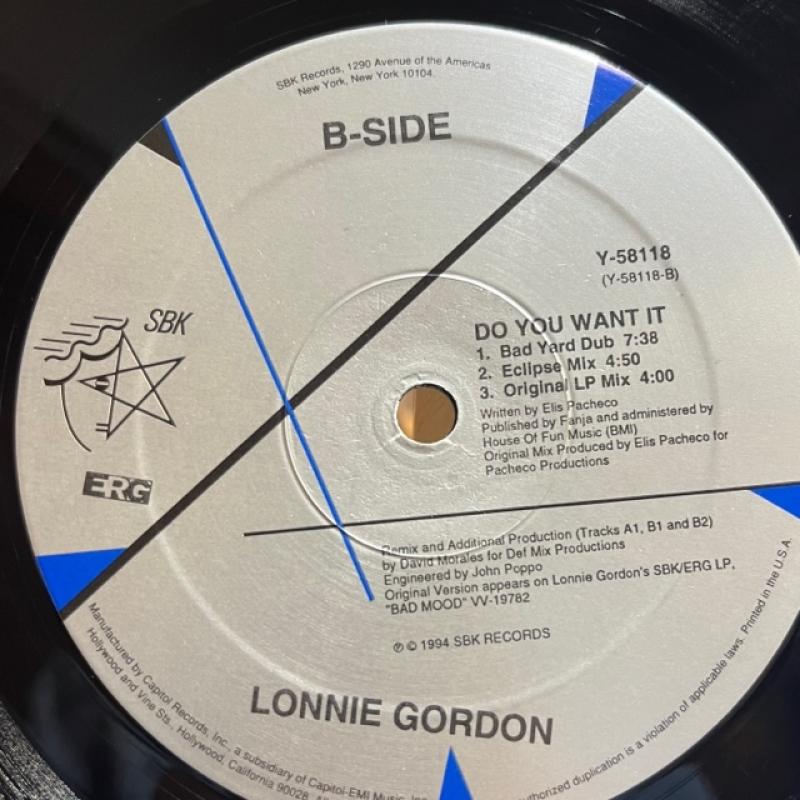 SBK Records, 1290 Avenue of the Americas
New York, New York 10104.
B-SIDE
Y-58118
(Y-58118-B)
SBK
ERG
DO YOU WANT IT
1. Bad Yard Dub 7:38
2. Eclipse Mix 4:50
3. Original LP Mix 4:00
Written by Elis Pacheco
Published by Fanja and administered by
House Of Fun Music (BMI)
Original Mix Produced by Elis Pacheco for
Pacheco Productions
Remix and Additional Production (Tracks A1, B1 and B2)
by David Morales for Def Mix Productions
Engineered by John Poppo
Original Version appears on Lonnie Gordon's SBK/ERG LP,
"BAD MOOD" VV-19782
℗ © 1994 SBK RECORDS
LONNIE GORDON
Manufactured by Capitol Records, Inc., a subsidiary of Capitol-EMI Music, Inc.
Hollywood and Vine Sts., Hollywood, California 90028.
duplication is a violation of applicable laws. Printed in the U.S.A.